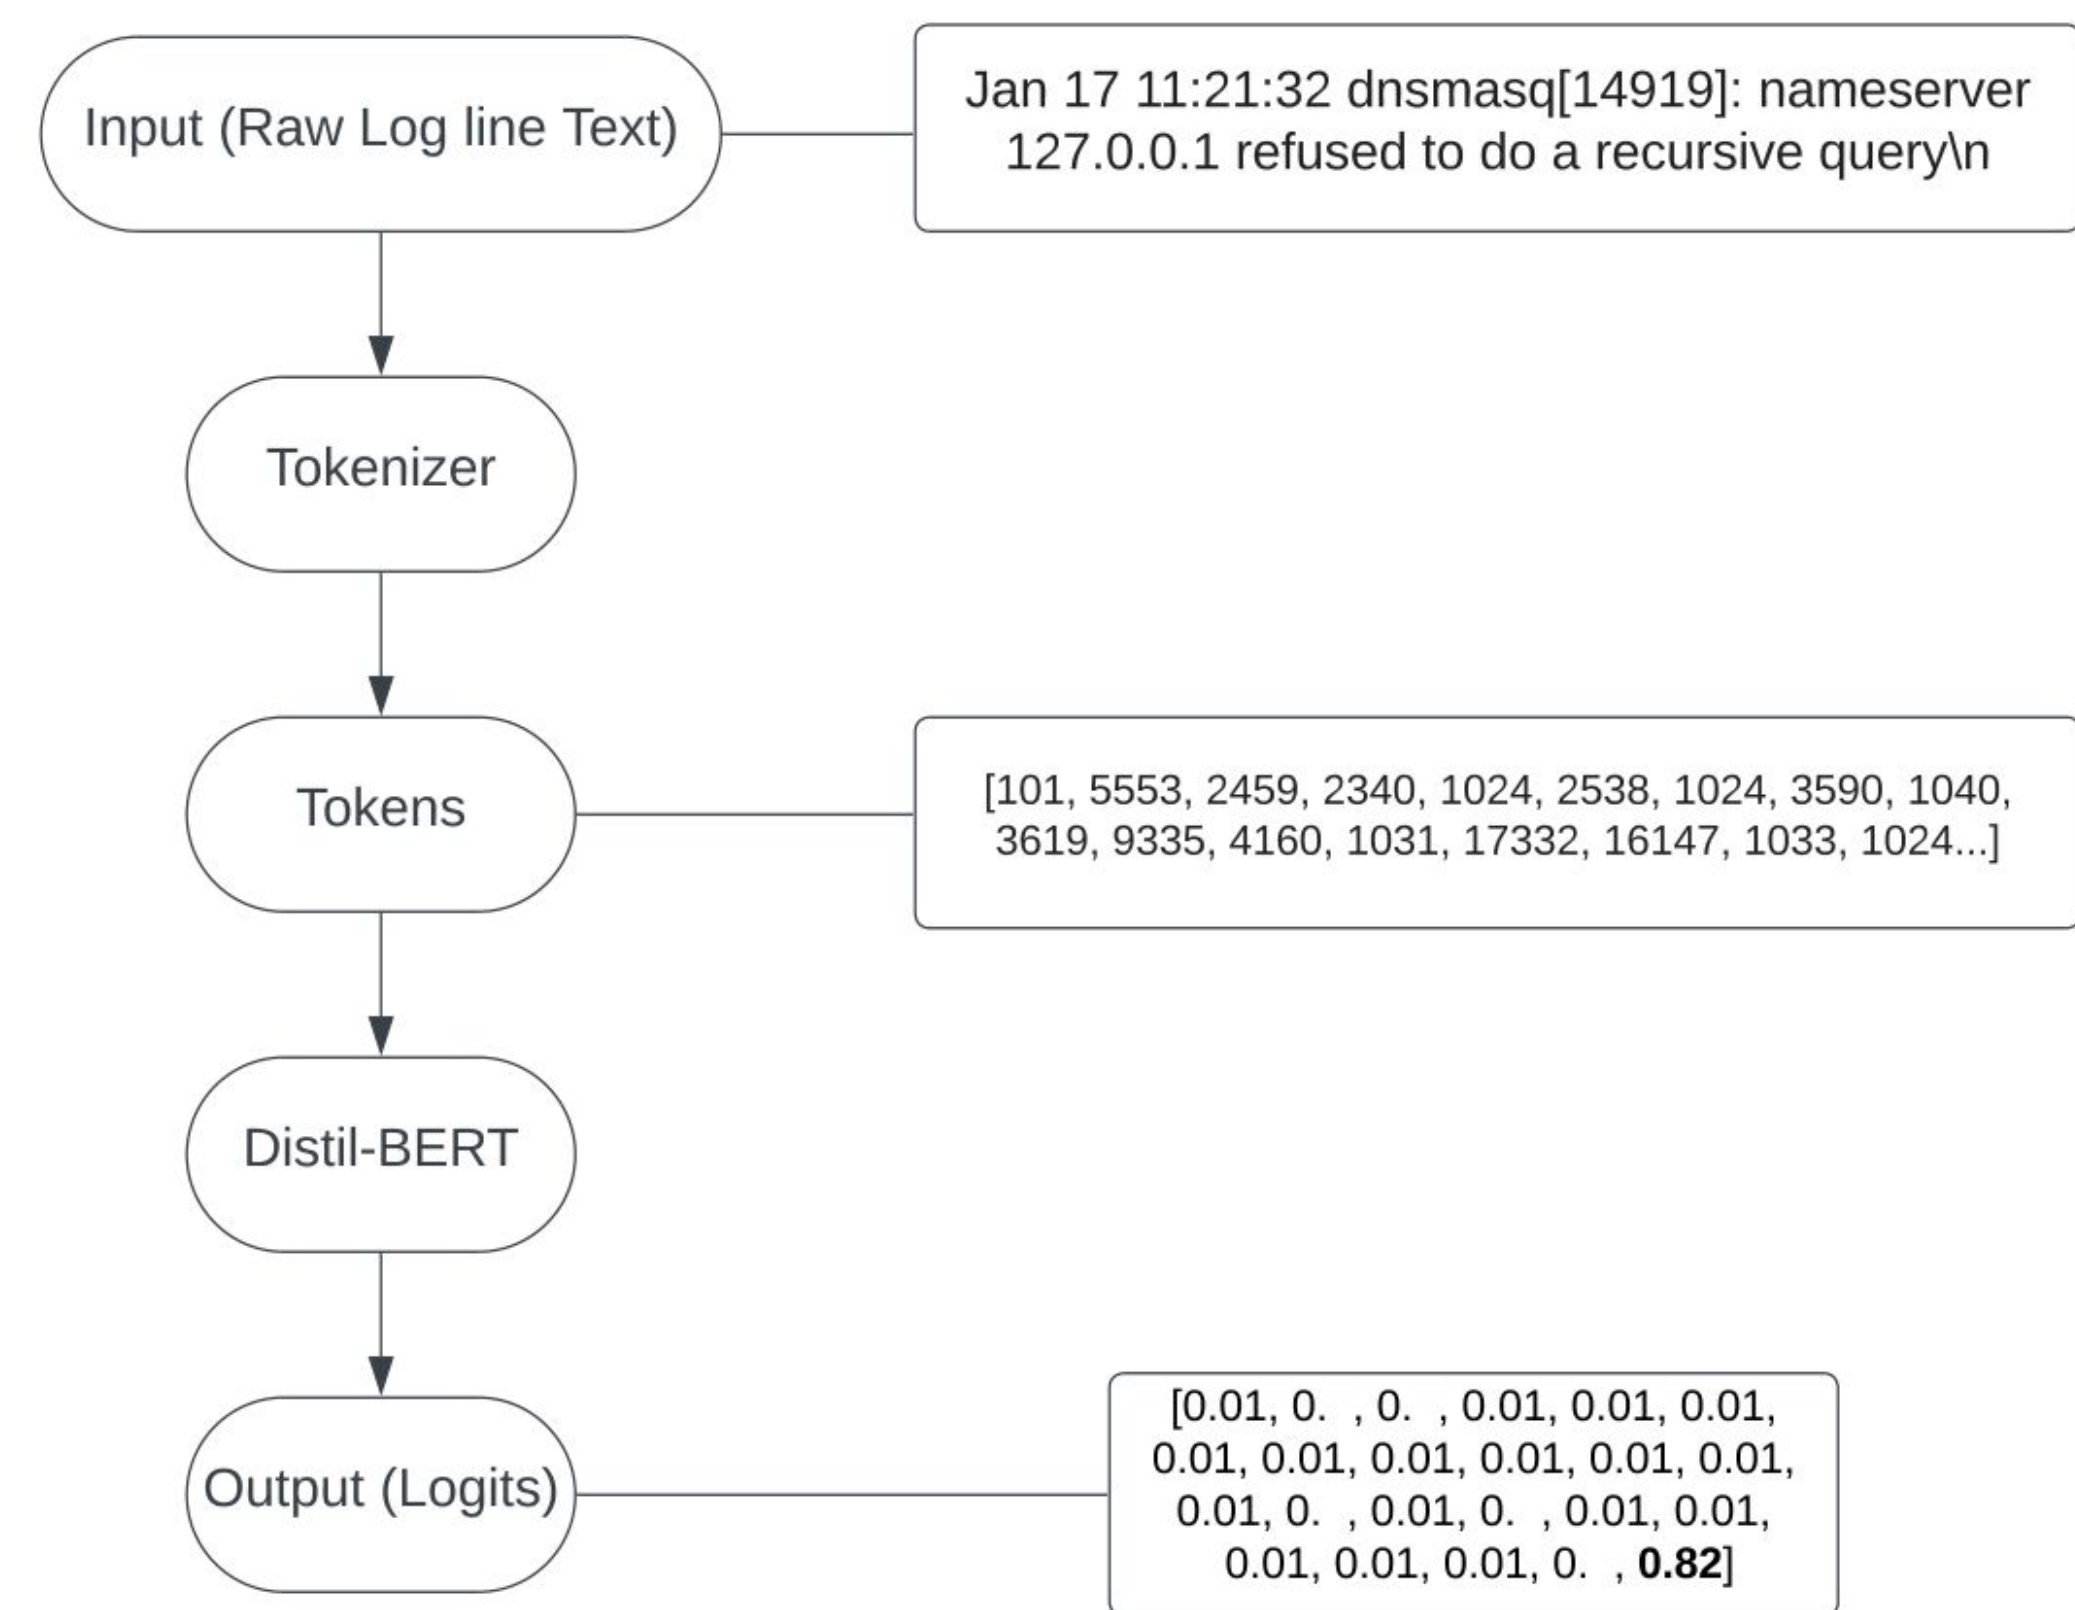 Input (Raw Log line Text)
Jan 17 11:21:32 dnsmasq[14919]: nameserver
127.0.0.1 refused to do a recursive query\n
Tokenizer
Tokens
[101, 5553, 2459, 2340, 1024, 2538, 1024, 3590, 1040,
3619, 9335, 4160, 1031, 17332, 16147, 1033, 1024...]
Distil-BERT
Output (Logits)
[0.01, 0.  , 0.  , 0.01, 0.01, 0.01,
0.01, 0.01, 0.01, 0.01, 0.01, 0.01,
0.01, 0.  , 0.01, 0.  , 0.01, 0.01,
0.01, 0.01, 0.01, 0.  , 0.82]